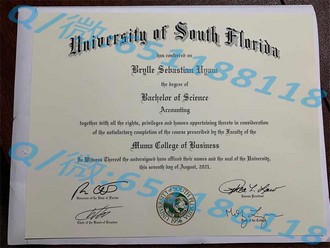 University of South Florida
has conferred on
Brylle Sebastian Uyam
the degree of
Bachelor of Science
Accounting
together with all the rights, privileges and honors appertaining thereto in consideration
of the satisfactory completion of the course prescribed by the Faculty of the
Muma College of Business
In Witness Thereof the undersigned have affixed their names and the seal of the University,
this seventh day of August, 2021.
Q/微:651488118